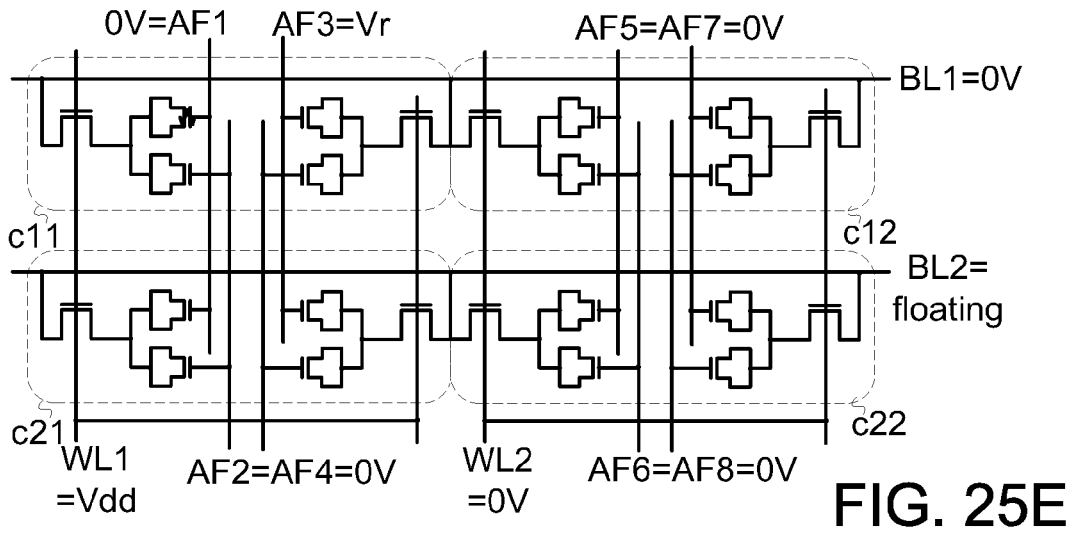 0V=AF1
AF3=Vr
AF5=AF7=0V
BL1=0V
c11
c12
BL2=
floating
c21
c22
WL1
=Vdd
AF2=AF4=0V
WL2
=0V
AF6=AF8=0V
FIG. 25E